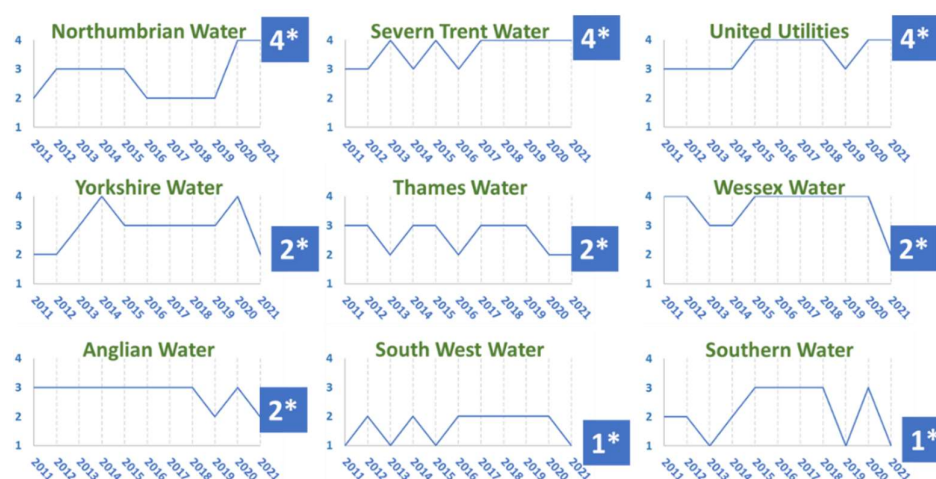 Northumbrian Water
4*
4
3
2
1
2011 2012 2013 2014 2015 2016 2017 2018 2019 2020 2021
Severn Trent Water
4*
4
3
2
1
2011 2012 2013 2014 2015 2016 2017 2018 2019 2020 2021
United Utilities
4*
4
3
2
1
2011 2012 2013 2014 2015 2016 2017 2018 2019 2020 2021
Yorkshire Water
4
3
2*
2
1
2011 2012 2013 2014 2015 2016 2017 2018 2019 2020 2021
Thames Water
4
3
2*
2
1
2011 2012 2013 2014 2015 2016 2017 2018 2019 2020 2021
Wessex Water
4
3
2*
2
1
2011 2012 2013 2014 2015 2016 2017 2018 2019 2020 2021
Anglian Water
4
3
2*
2
1
2011 2012 2013 2014 2015 2016 2017 2018 2019 2020 2021
South West Water
4
3
2
1
1*
2011 2012 2013 2014 2015 2016 2017 2018 2019 2020 2021
Southern Water
4
3
2
1
1*
2011 2012 2013 2014 2015 2016 2017 2018 2019 2020 2021